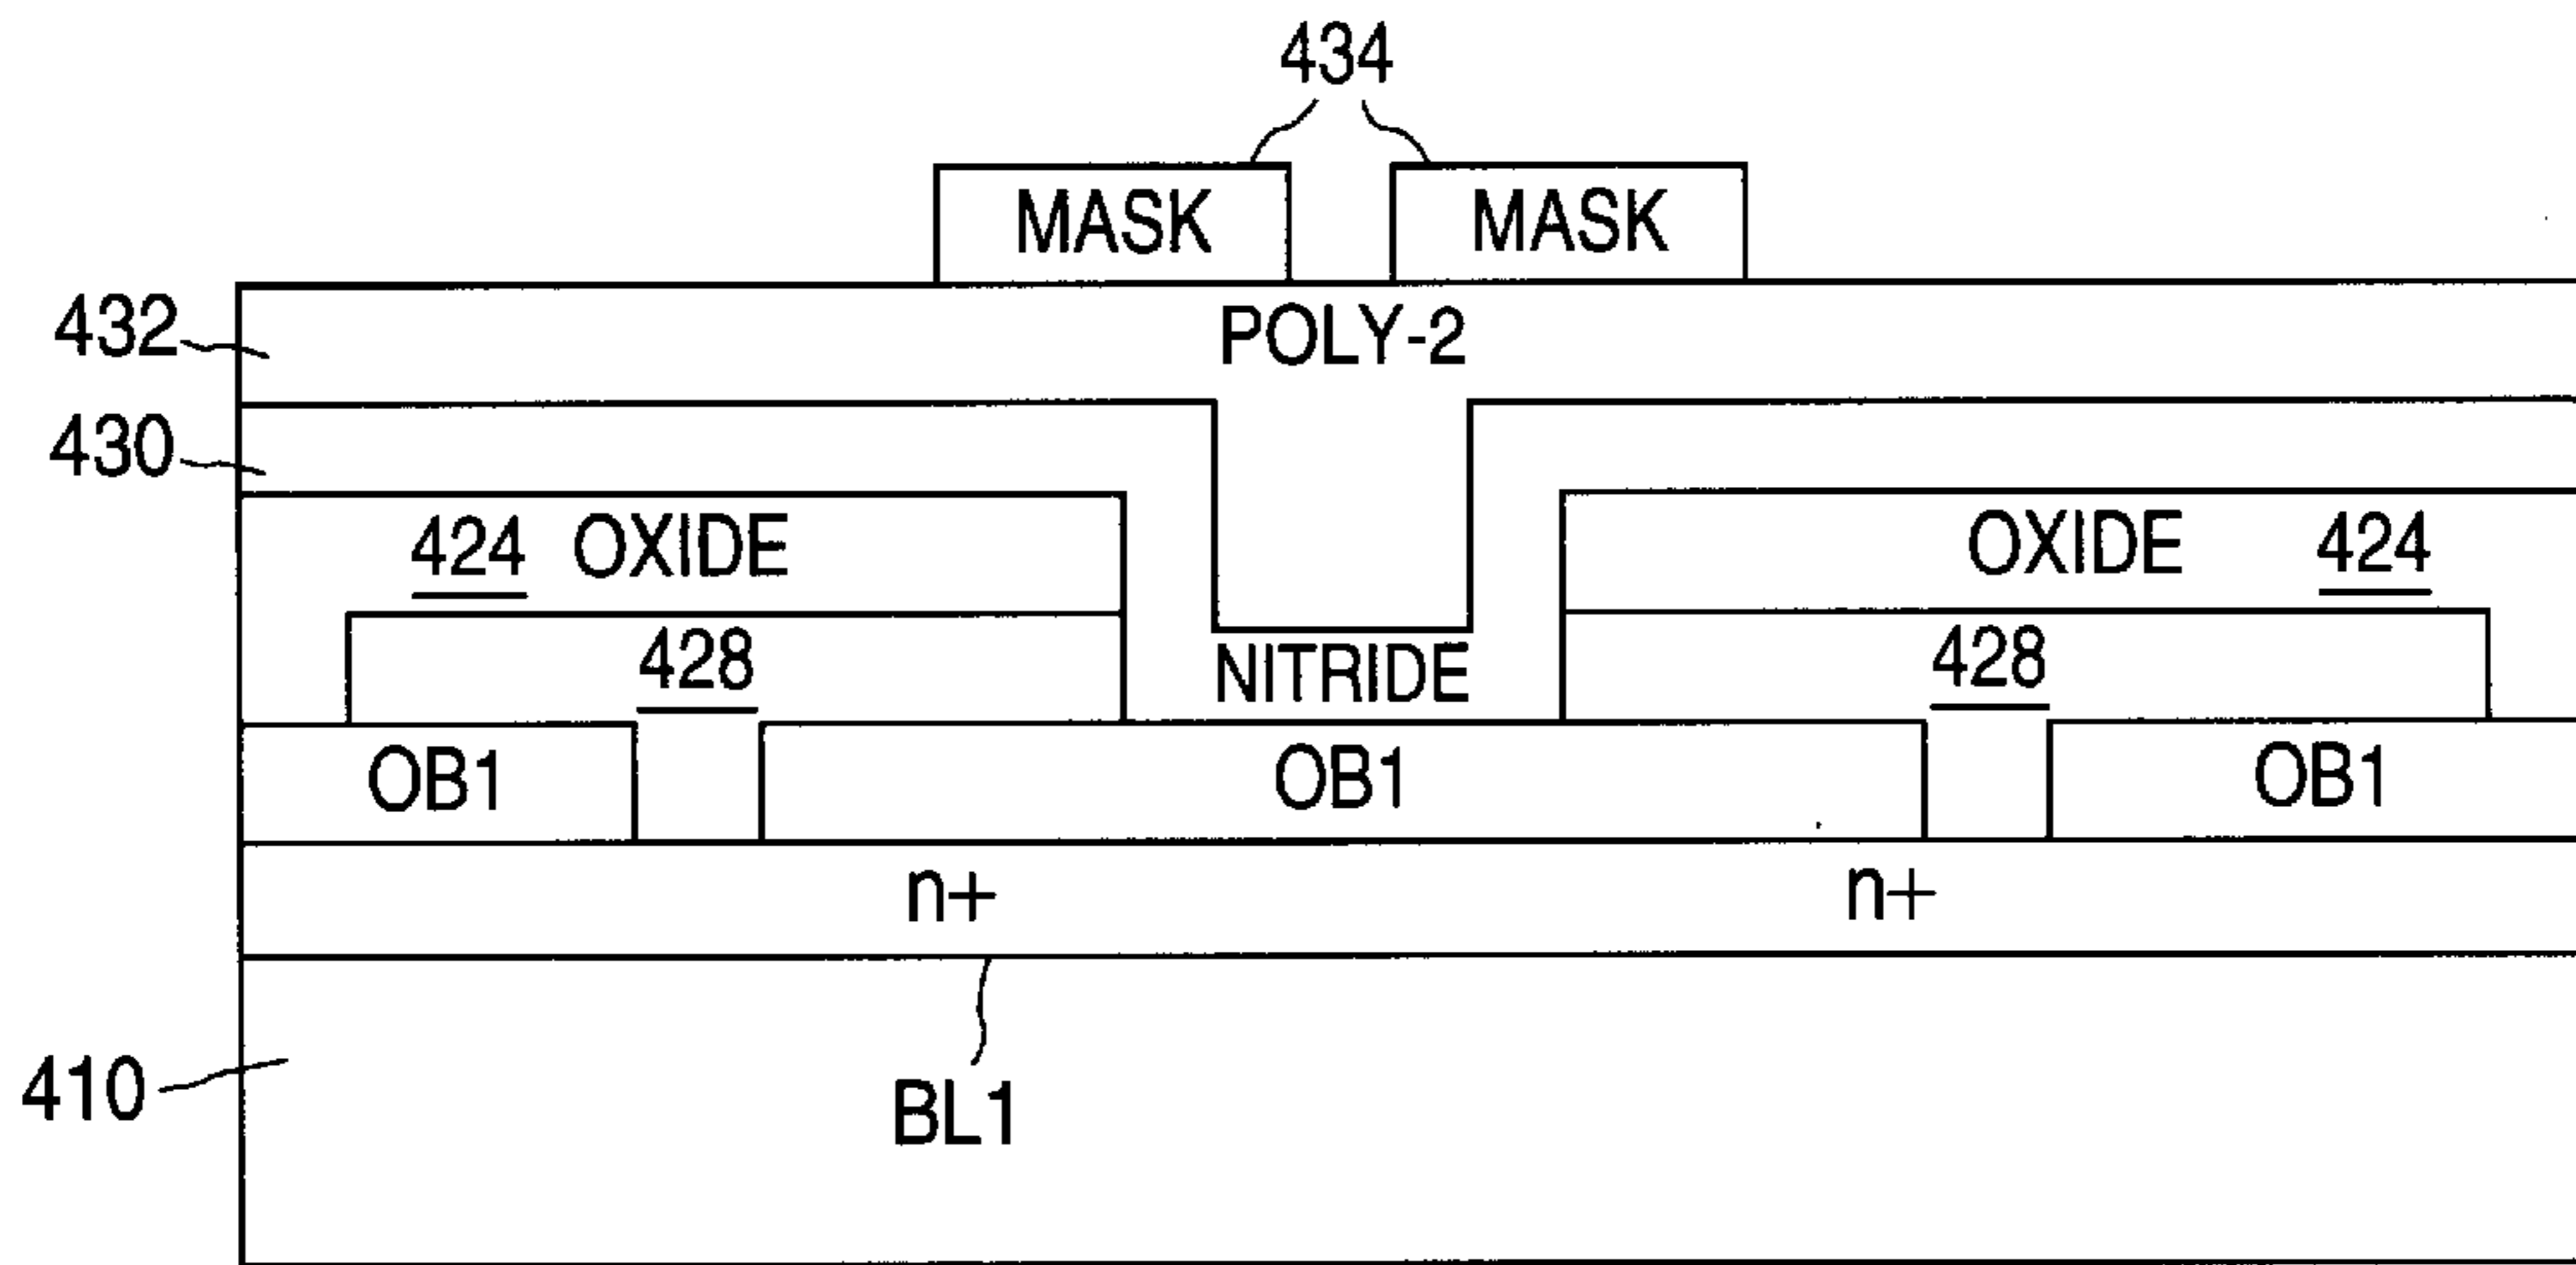 434
MASK MASK
432 POLY-2
430
424 OXIDE OXIDE 424
428 NITRIDE 428
OB1 OB1 OB1
n+ n+
410 BL1